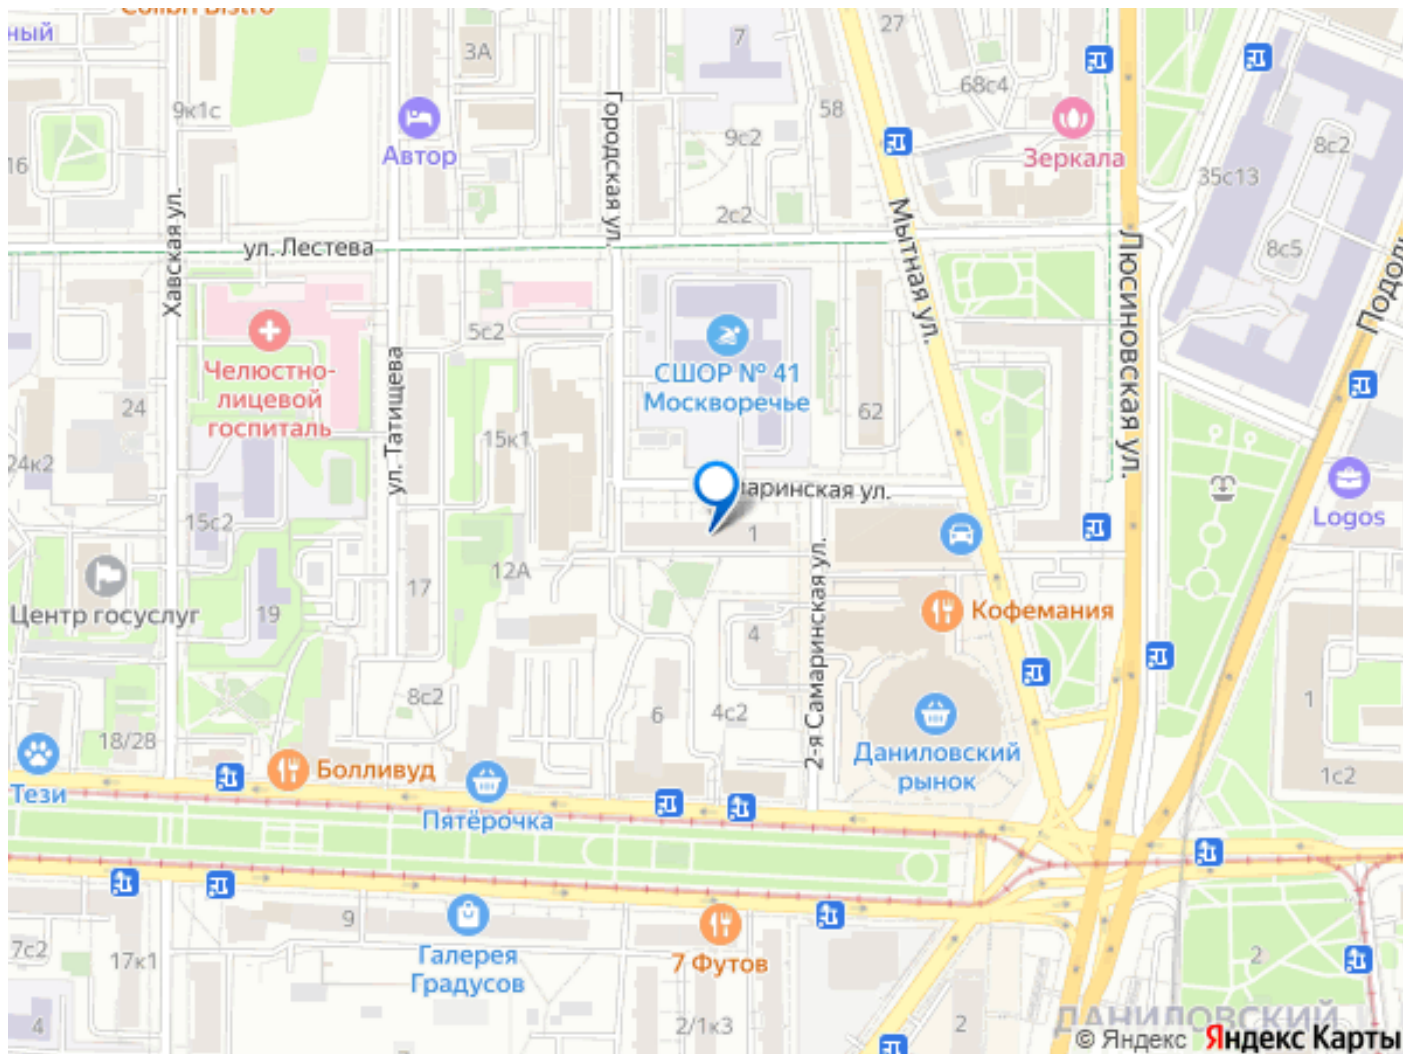 Colibri Bistro
ный
3А
27
7
68с4
9к1с
Автор
58
9с2
Зеркала
8с2
35с13
16
Городская ул.
2с2
Хавская ул.
ул. Лестева
Мытная ул.
Люсиновская ул.
8с5
5с2
Челюстно-
лицевой
госпиталь
СШОР № 41
Москворечье
24
62
ул. Татищева
15к1
24к2
аринская ул.
Logos
15с2
1
12А
17
Центр госуслуг
19
Кофемания
4
2-я Самаринская ул.
8с2
6
4с2
1
18/28
Даниловский
рынок
1с2
Тези
Болливуд
Пятёрочка
9
7с2
17к1
Галерея
Градусов
7 Футов
2
4
2/1к3
2
ДАНИЛОВСКИЙ
© Яндекс Яндекс Карты